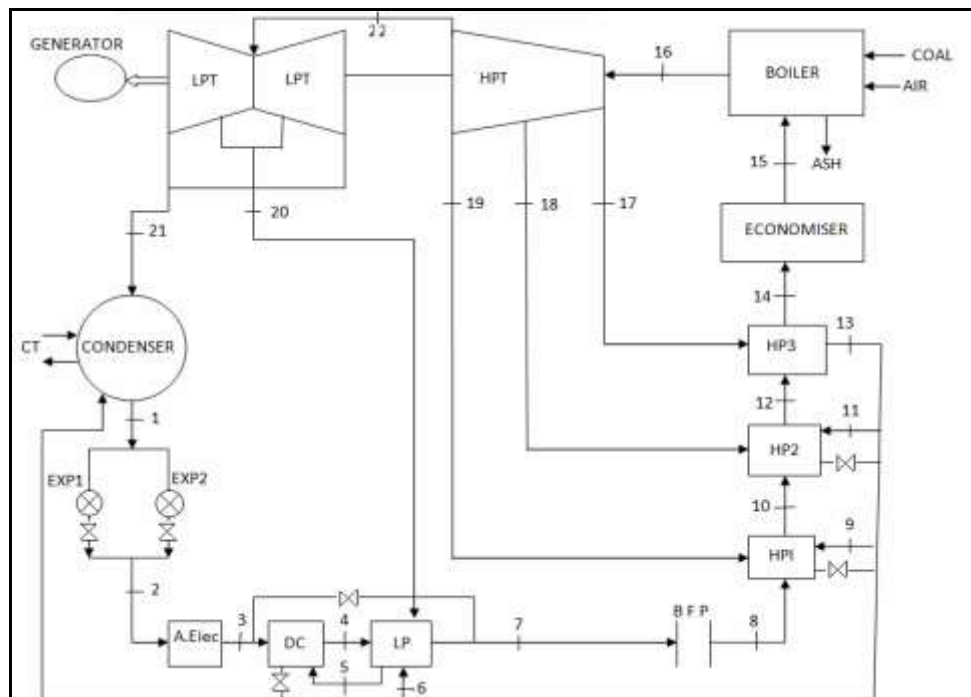 22
GENERATOR
LPT
LPT
HPT
16
BOILER
COAL
AIR
15
ASH
19
18
17
20
21
ECONOMISER
14
13
CT
CONDENSER
HP3
12
11
1
HP2
EXP1
EXP2
10
9
2
HP1
3
4
7
B F P
8
A.Ejec
DC
LP
5
6